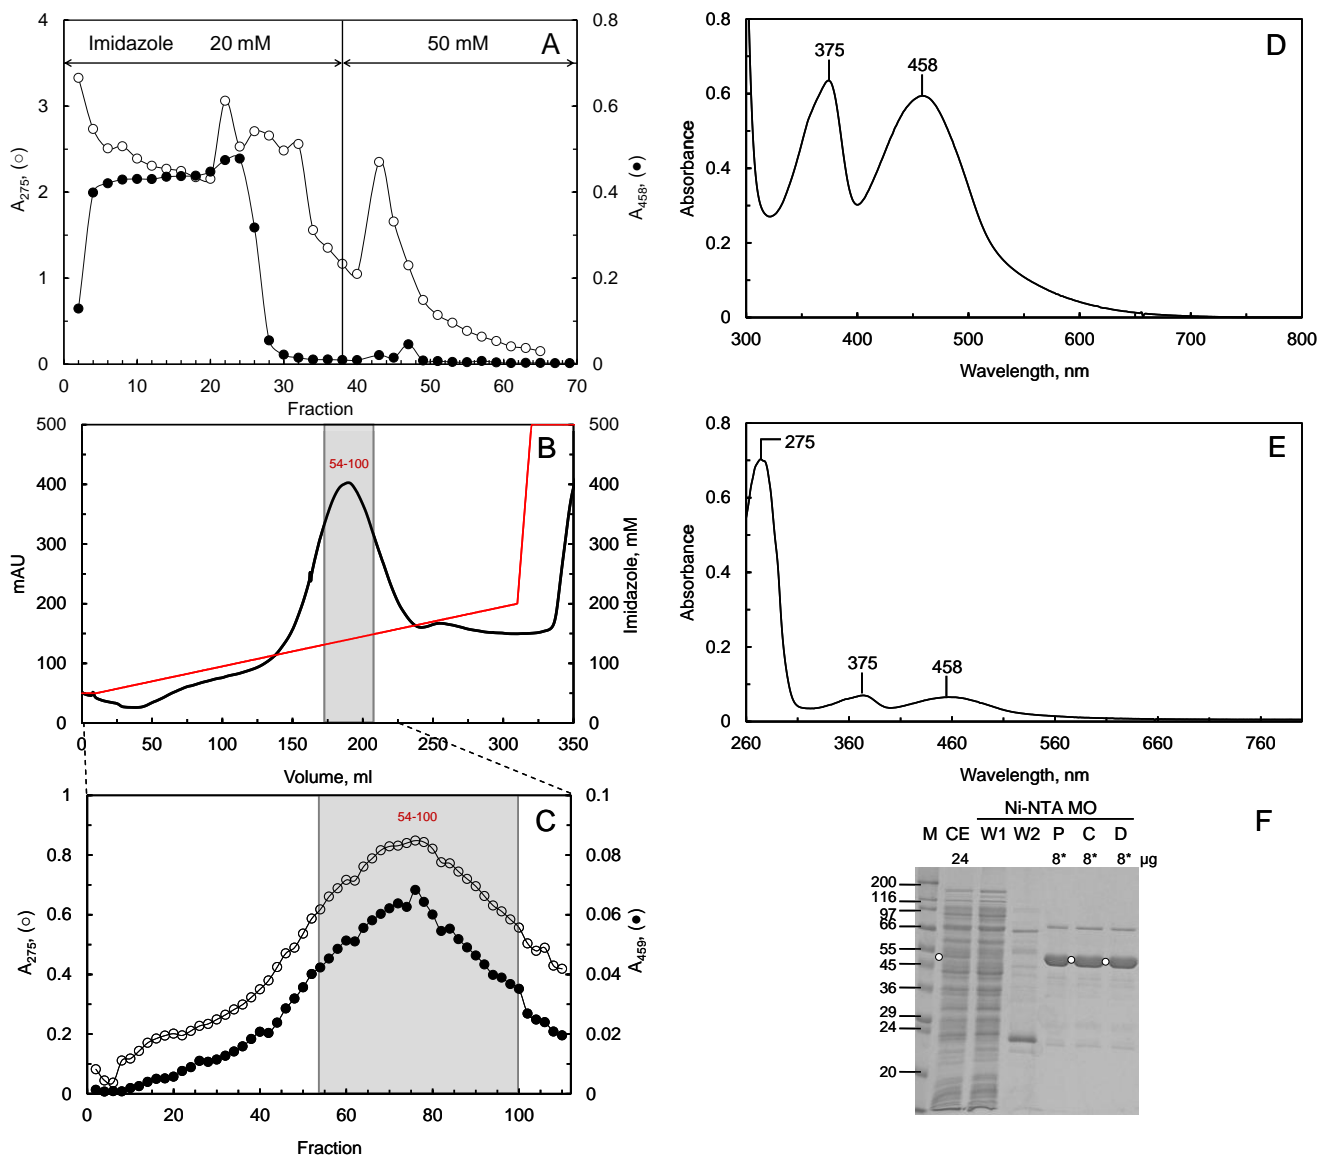 4
3
2
1
0
A275, (○)
Imidazole 20 mM 50 mM A
0.8
0.6
0.4
0.2
0
A458, (●)
0 10 20 30 40 50 60 70
Fraction
500
400
300
200
100
0
mAU
B
54-100
500
400
300
200
100
0
Imidazole, mM
0 50 100 150 200 250 300 350
Volume, ml
1
0.8
0.6
0.4
0.2
0
A275, (○)
C
54-100
0.1
0.08
0.06
0.04
0.02
0
A459, (●)
0 20 40 60 80 100
Fraction
0.8
0.6
0.4
0.2
0
Absorbance
D
375
458
300 400 500 600 700 800
Wavelength, nm
0.8
0.6
0.4
0.2
0
Absorbance
E
275
375 458
260 360 460 560 660 760
Wavelength, nm
F
Ni-NTA MO
M CE W1 W2 P C D
24 8* 8* 8* µg
200
116
97
66
55
45
36
29
24
20